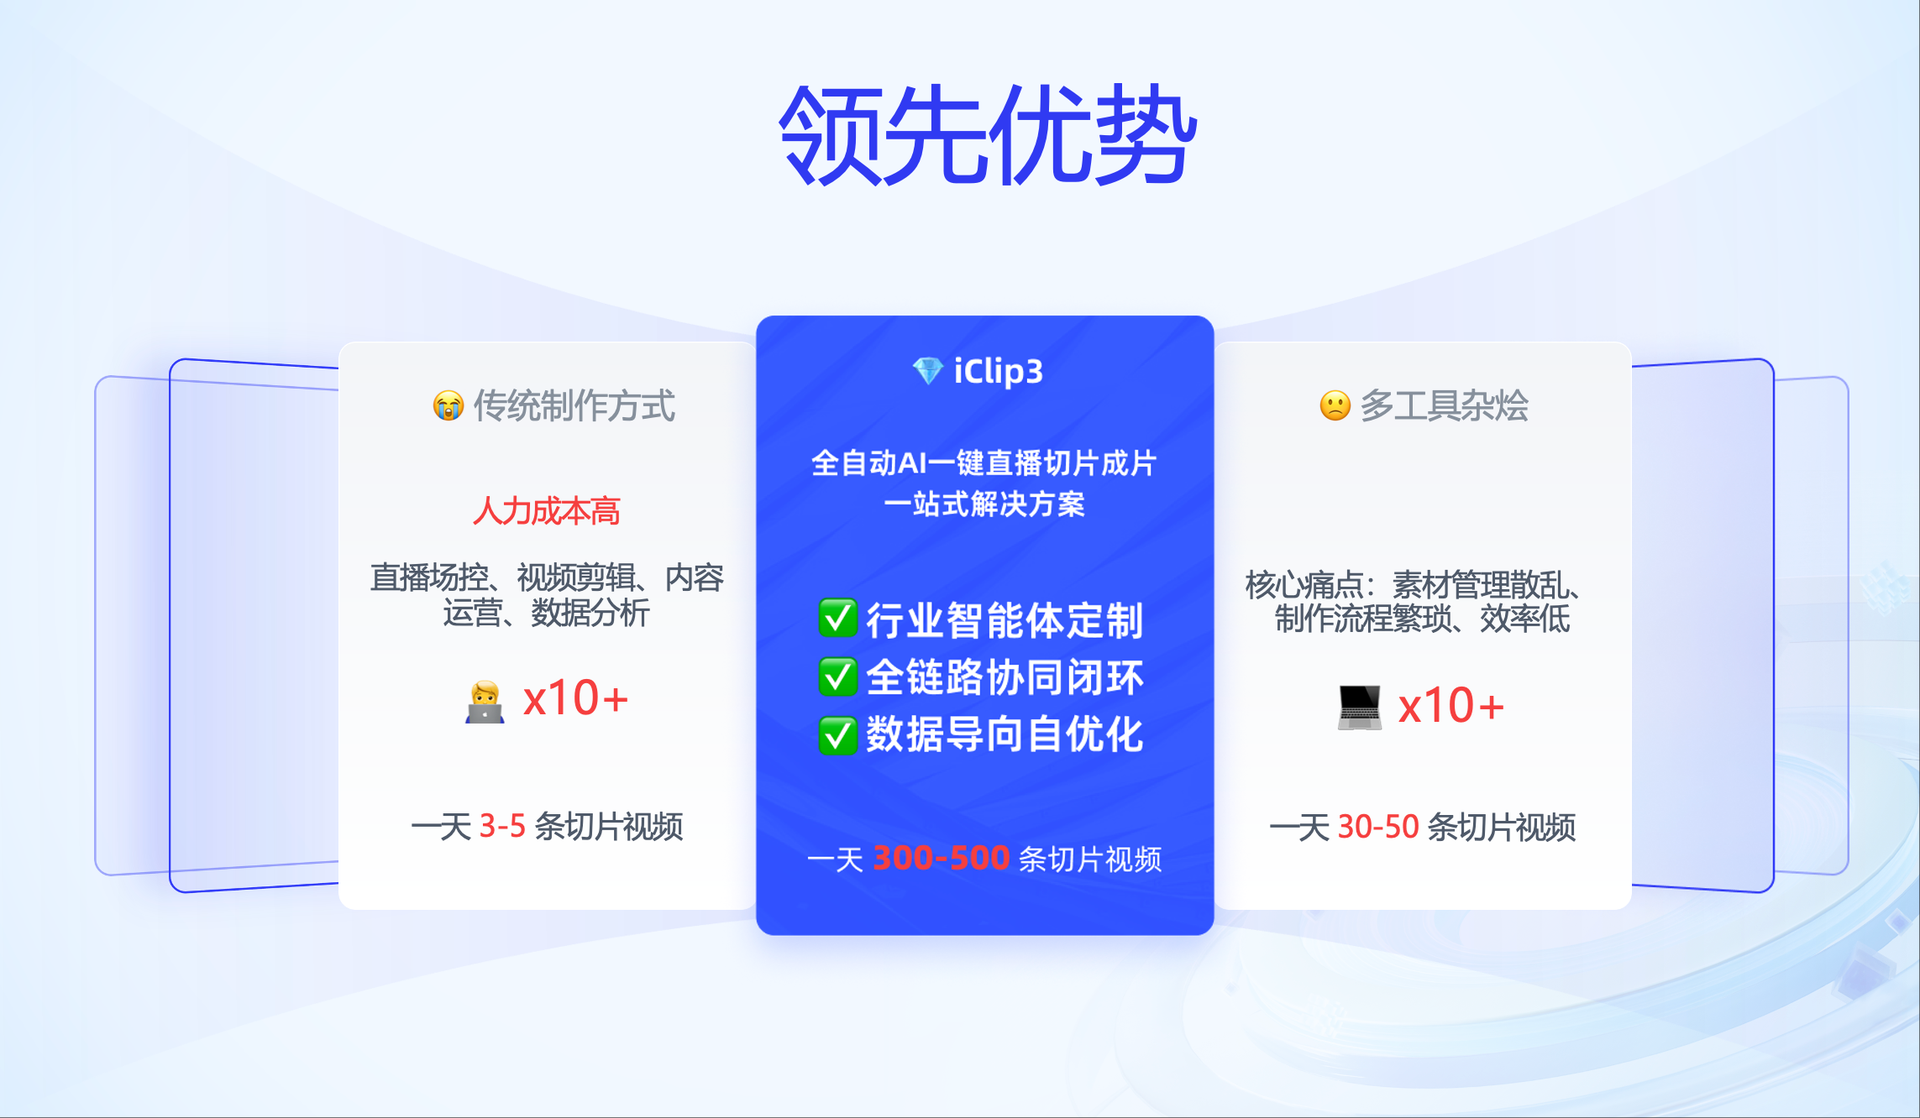 领先优势
😭 传统制作方式
人力成本高
直播场控、视频剪辑、内容
运营、数据分析
x10+
一天 3-5 条切片视频
💎 iClip3
全自动AI一键直播切片成片
一站式解决方案
✅ 行业智能体定制
✅ 全链路协同闭环
✅ 数据导向自优化
一天 300-500 条切片视频
🙁 多工具杂烩
核心痛点：素材管理散乱、
制作流程繁琐、效率低
x10+
一天 30-50 条切片视频